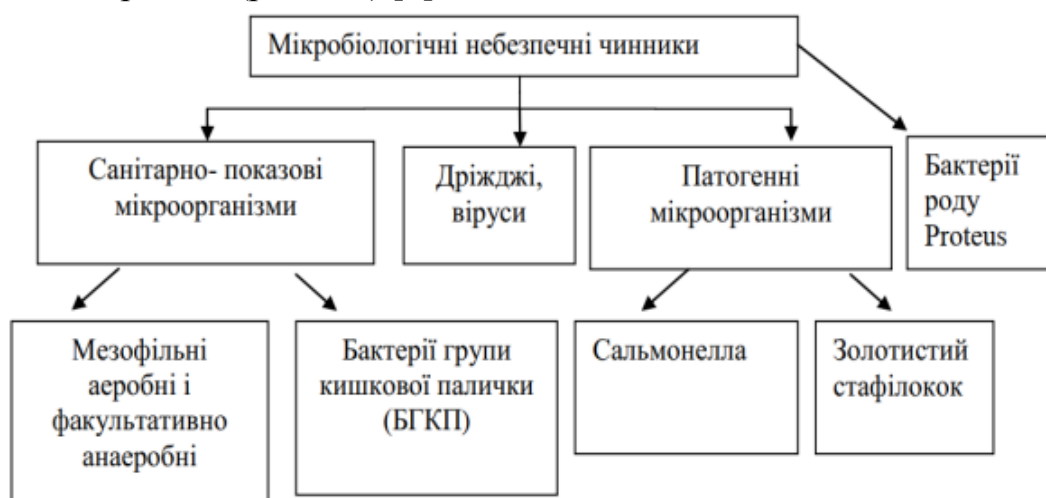 Мікробіологічні небезпечні чинники
Санітарно- показові
мікроорганізми
Дріжджі,
віруси
Патогенні
мікроорганізми
Бактерії
роду
Proteus
Мезофільні
аеробні і
факультативно
анаеробні
Бактерії групи
кишкової палички
(БГКП)
Сальмонелла
Золотистий
стафілокок